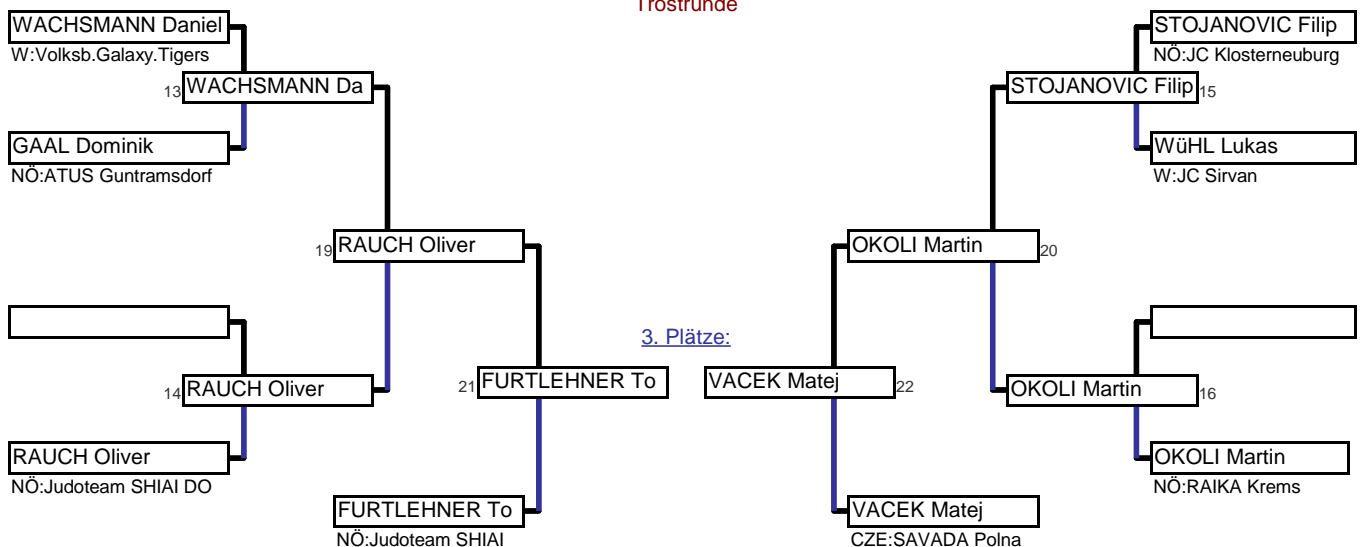 Trostrunde
WACHSMANN Daniel
W:Volksb.Galaxy.Tigers
13 WACHSMANN Da
GAAL Dominik
NÖ:ATUS Guntramsdorf
19 RAUCH Oliver
14 RAUCH Oliver
RAUCH Oliver
NÖ:Judoteam SHIAI DO
21 FURTLEHNER To
FURTLEHNER To
NÖ:Judoteam SHIAI
3. Plätze:
STOJANOVIC Filip
NÖ:JC Klosterneuburg
STOJANOVIC Filip 15
WüHL Lukas
W:JC Sirvan
OKOLI Martin 20
VACEK Matej 22
OKOLI Martin 16
OKOLI Martin
NÖ:RAIKA Krems
VACEK Matej
CZE:SAVADA Polna